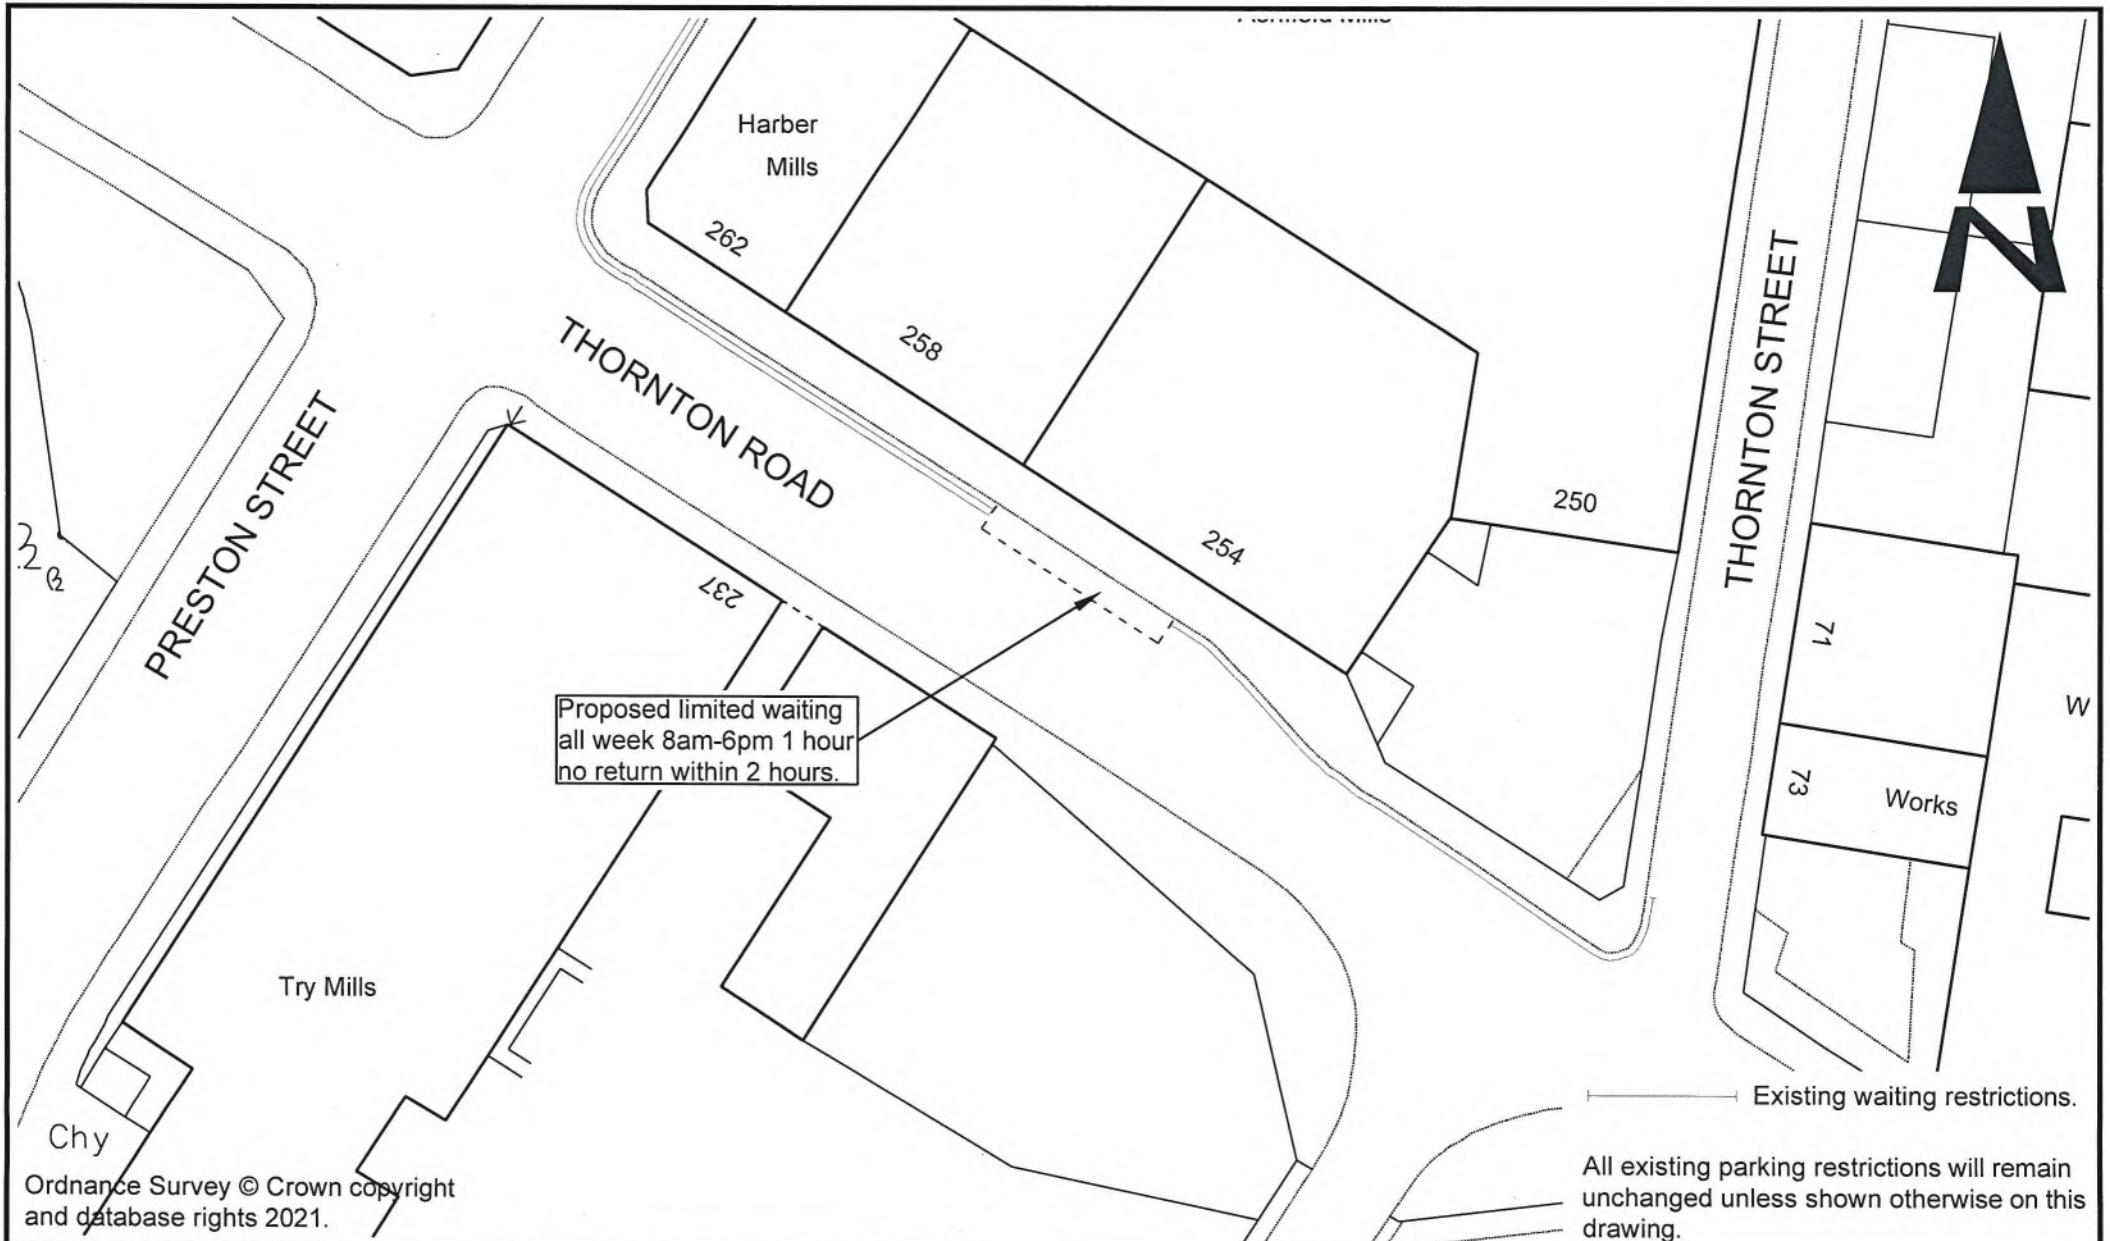 Harber
Mills
262
258
254
250
THORNTON ROAD
THORNTON STREET
PRESTON STREET
N
237
71
73
Works
W
Proposed limited waiting
all week 8am-6pm 1 hour
no return within 2 hours.
Try Mills
Chy
Existing waiting restrictions.
All existing parking restrictions will remain
unchanged unless shown otherwise on this
drawing.
Ordnance Survey © Crown copyright
and database rights 2021.